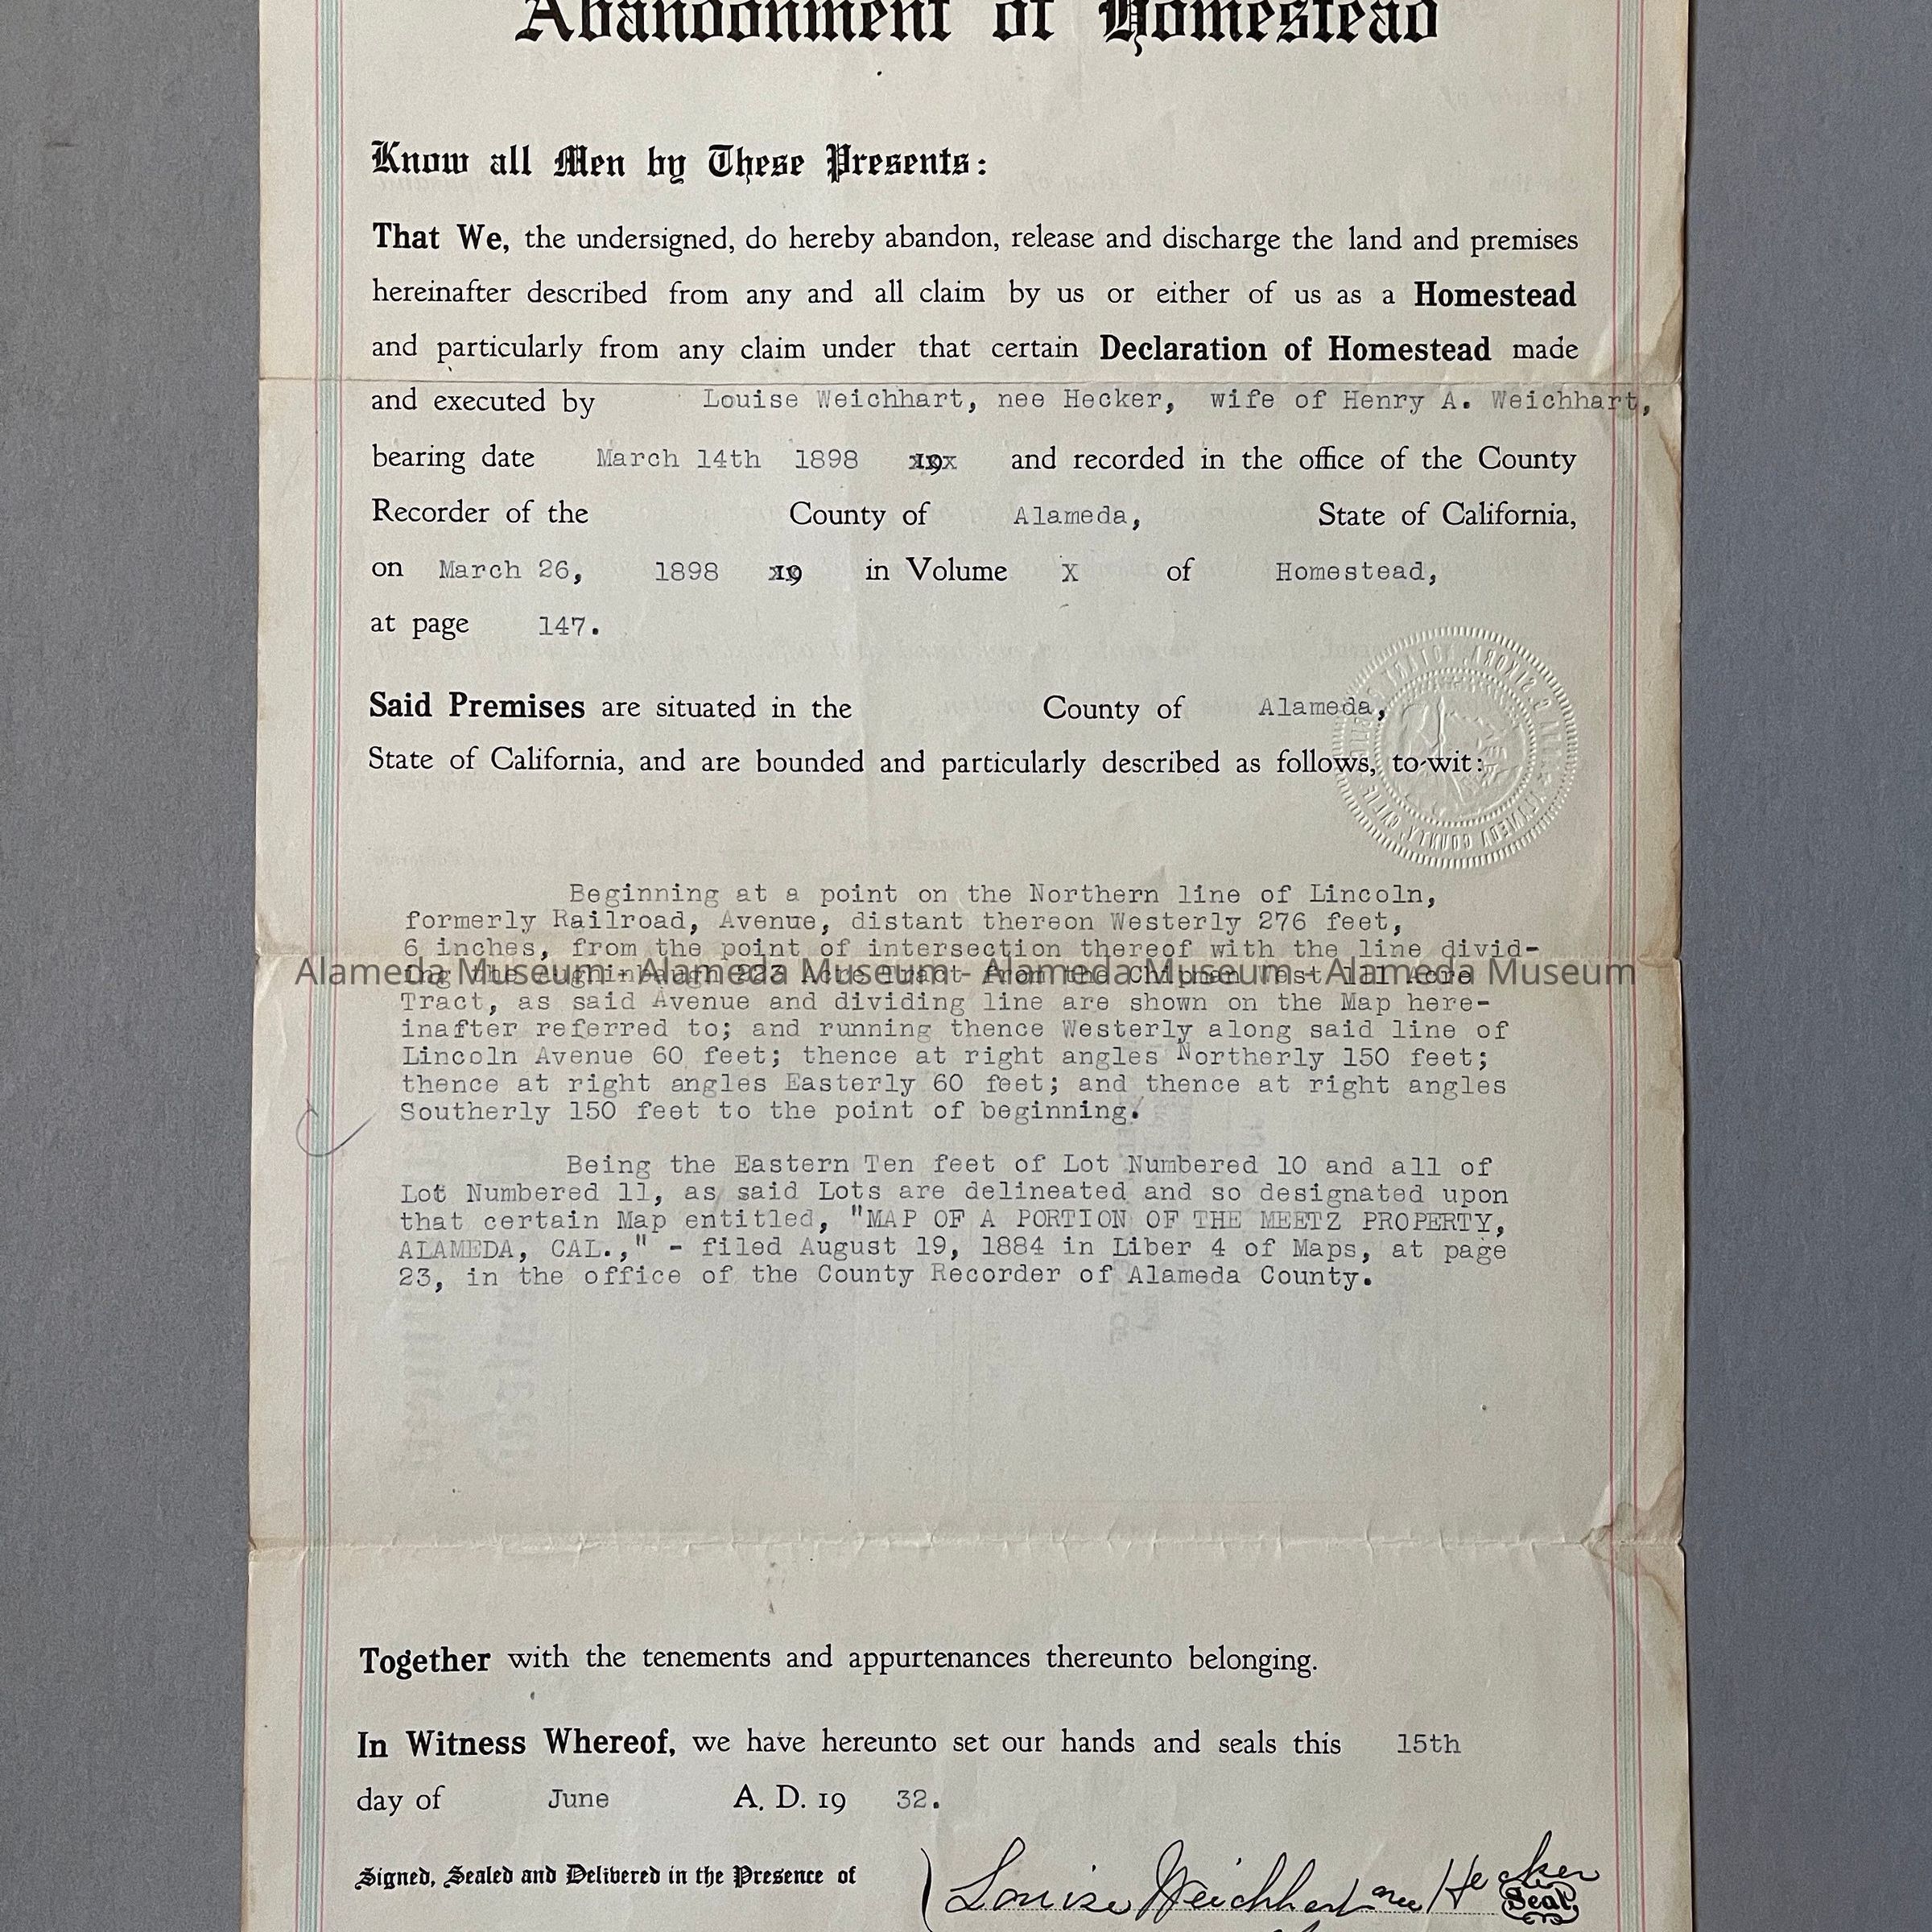 Abandonment of Homestead
Know all Men by These Presents:
That We, the undersigned, do hereby abandon, release and discharge the land and premises
hereinafter described from any and all claim by us or either of us as a Homestead
and particularly from any claim under that certain Declaration of Homestead made
and executed by Louise Weichhart, nee Hecker, wife of Henry A. Weichhart,
bearing date March 14th 1898 19 and recorded in the office of the County
Recorder of the County of Alameda, State of California,
on March 26, 1898 19 in Volume X of Homestead,
at page 147.
Said Premises are situated in the County of Alameda,
State of California, and are bounded and particularly described as follows, to-wit:
ALAMEDA COUNTY, CALIF.
Beginning at a point on the Northern line of Lincoln,
formerly Railroad, Avenue, distant thereon Westerly 276 feet,
6 inches, from the point of intersection thereof with the line divid-
ing the 223 Acre Tract from the Chipman West 111 Acre
Alameda Museum - Alameda Museum - Alameda Museum - Alameda Museum
Tract, as said Avenue and dividing line are shown on the Map here-
inafter referred to; and running thence Westerly along said line of
Lincoln Avenue 60 feet; thence at right angles Northerly 150 feet;
thence at right angles Easterly 60 feet; and thence at right angles
Southerly 150 feet to the point of beginning.
Being the Eastern Ten feet of Lot Numbered 10 and all of
Lot Numbered 11, as said Lots are delineated and so designated upon
that certain Map entitled, "MAP OF A PORTION OF THE MEETZ PROPERTY,
ALAMEDA, CAL.," - filed August 19, 1884 in Liber 4 of Maps, at page
23, in the office of the County Recorder of Alameda County.
Together with the tenements and appurtenances thereunto belonging.
In Witness Whereof, we have hereunto set our hands and seals this 15th
day of June A. D. 19 32.
Signed, Sealed and Delivered in the Presence of
Louise Weichhart nee Hecker
Seal